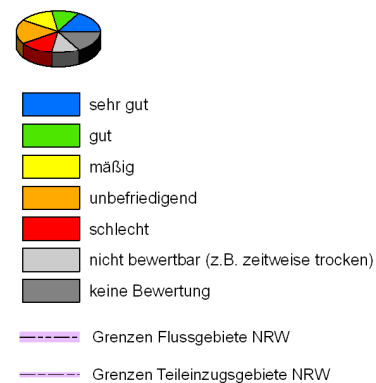 sehr gut
gut
mäßig
unbefriedigend
schlecht
nicht bewertbar (z.B. zeitweise trocken)
keine Bewertung
Grenzen Flussgebiete NRW
Grenzen Teileinzugsgebiete NRW